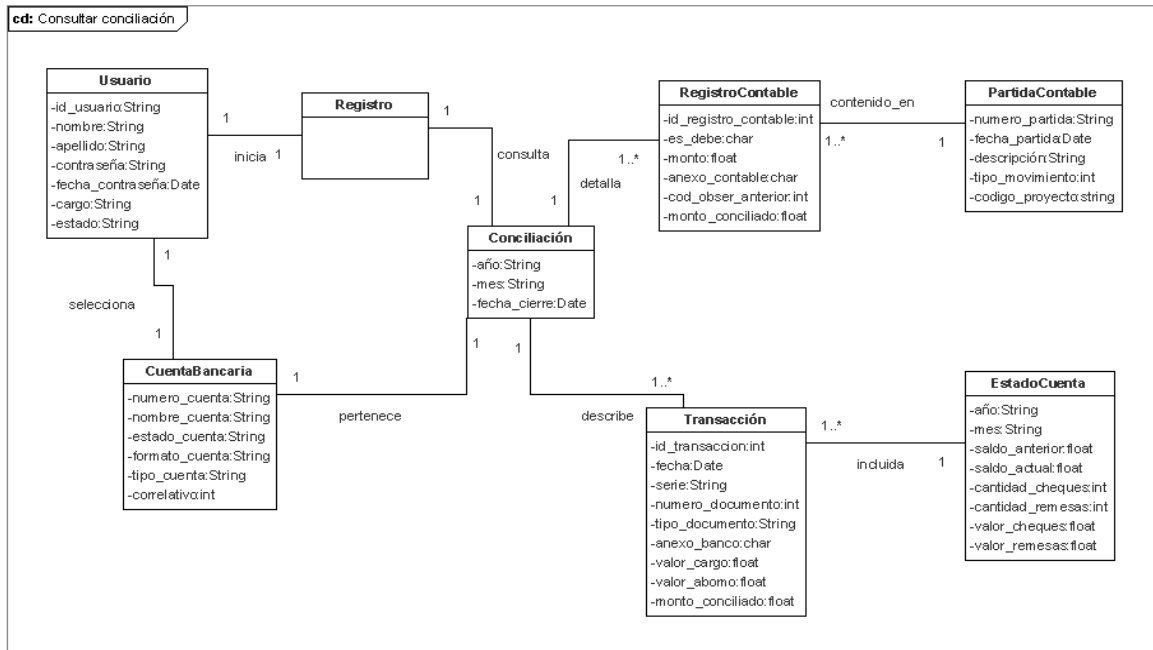 cd: Consultar conciliación
Usuario
-id_usuario:String
-nombre:String
-apellido:String
-contraseña:String
-fecha_contraseña:Date
-cargo:String
-estado:String
1
inicia
1
Registro
1
consulta
1
RegistroContable
-id_registro_contable:int
-es_debe:char
-monto:float
-anexo_contable:char
-cod_obser_anterior:int
-monto_conciliado:float
contenido_en
1..*
1
PartidaContable
-numero_partida:String
-fecha_partida:Date
-descripción:String
-tipo_movimiento:int
-codigo_proyecto:string
1..*
detalla
1
Conciliación
-año:String
-mes:String
-fecha_cierre:Date
1
selecciona
1
CuentaBancaria
-numero_cuenta:String
-nombre_cuenta:String
-estado_cuenta:String
-formato_cuenta:String
-tipo_cuenta:String
-correlativo:int
1
pertenece
1
1
describe
1..*
Transacción
-id_transaccion:int
-fecha:Date
-serie:String
-numero_documento:int
-tipo_documento:String
-anexo_banco:char
-valor_cargo:float
-valor_abomo:float
-monto_conciliado:float
1..*
incluida
1
EstadoCuenta
-año:String
-mes:String
-saldo_anterior:float
-saldo_actual:float
-cantidad_cheques:int
-cantidad_remesas:int
-valor_cheques:float
-valor_remesas:float